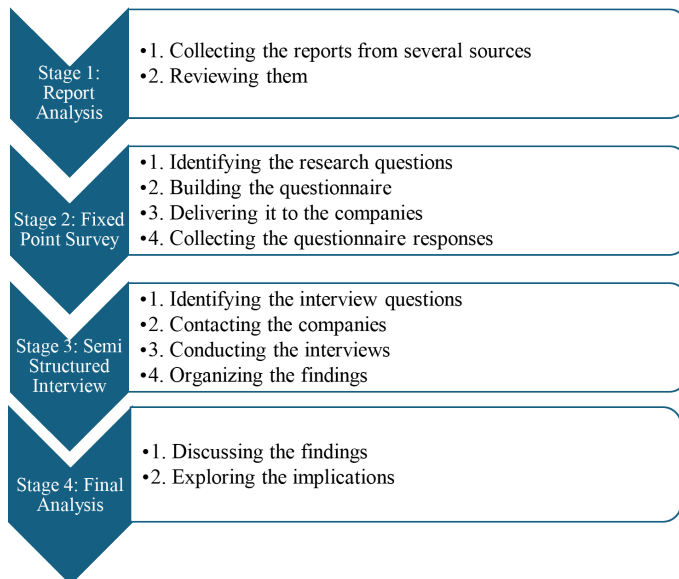 Stage 1:
Report
Analysis
•1. Collecting the reports from several sources
•2. Reviewing them
Stage 2: Fixed
Point Survey
•1. Identifying the research questions
•2. Building the questionnaire
•3. Delivering it to the companies
•4. Collecting the questionnaire responses
Stage 3: Semi
Structured
Interview
•1. Identifying the interview questions
•2. Contacting the companies
•3. Conducting the interviews
•4. Organizing the findings
Stage 4: Final
Analysis
•1. Discussing the findings
•2. Exploring the implications